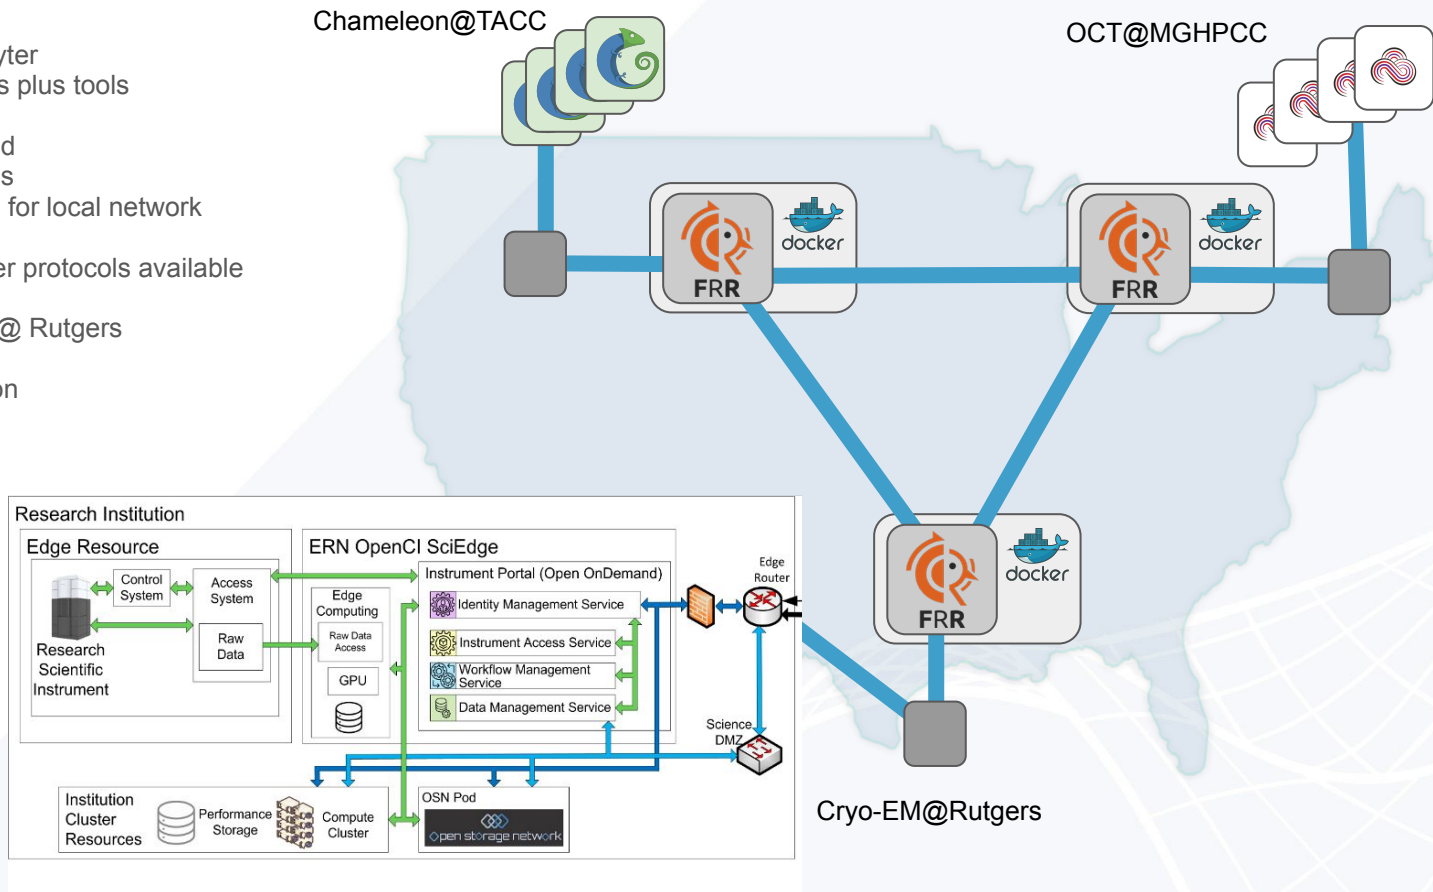 Chameleon@TACC
OCT@MGHPCC
s plus tools
for local network
er protocols available
@ Rutgers
docker
FRR
docker
FRR
docker
FRR
Cryo-EM@Rutgers
Research Institution
Edge Resource
Control
System
Access
System
Raw
Data
Research
Scientific
Instrument
ERN OpenCI SciEdge
Edge
Computing
Raw Data
Access
GPU
Instrument Portal (Open OnDemand)
Identity Management Service
Instrument Access Service
Workflow Management
Service
Data Management Service
Edge
Router
Science
DMZ
Institution
Cluster
Resources
Performance
Storage
Compute
Cluster
OSN Pod
open storage network